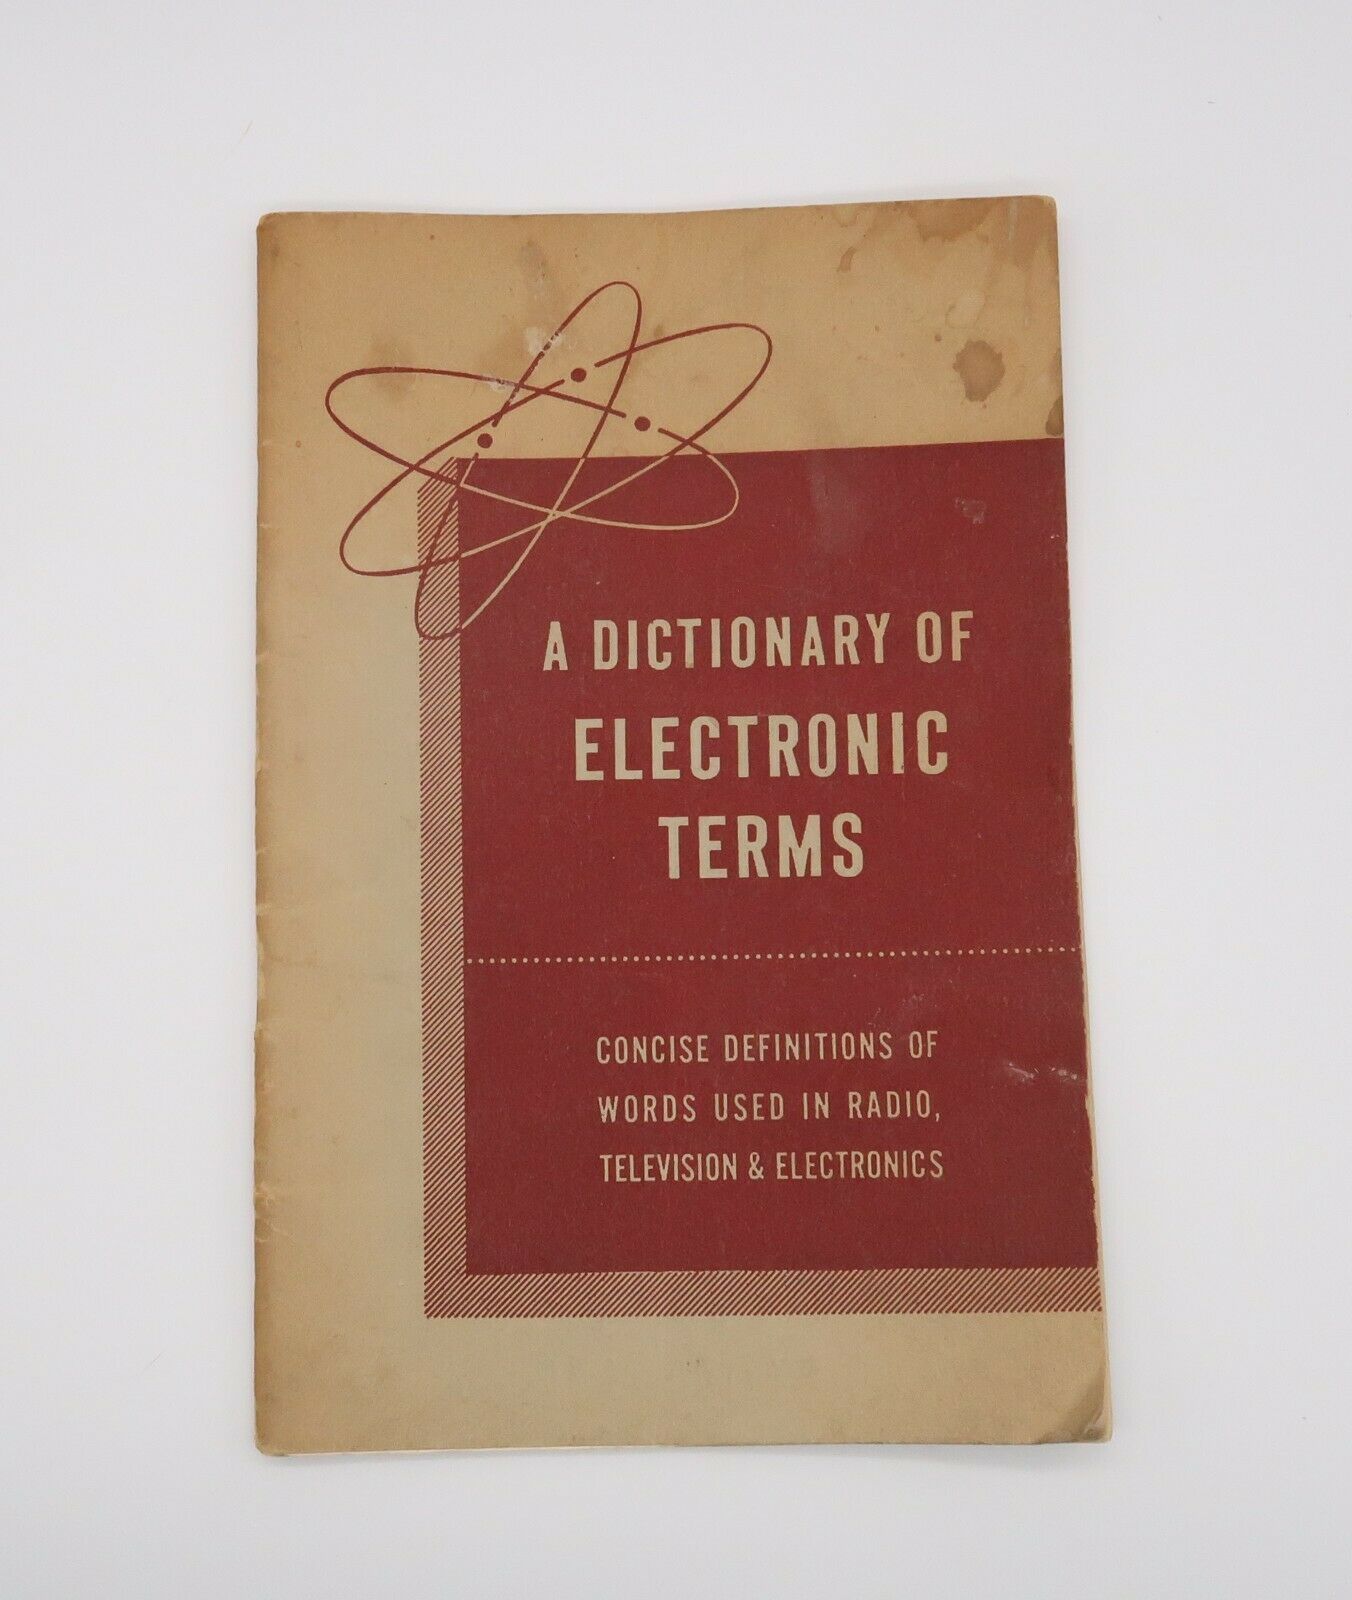 A DICTIONARY OF
ELECTRONIC
TERMS
CONCISE DEFINITIONS OF
WORDS USED IN RADIO,
TELEVISION & ELECTRONICS